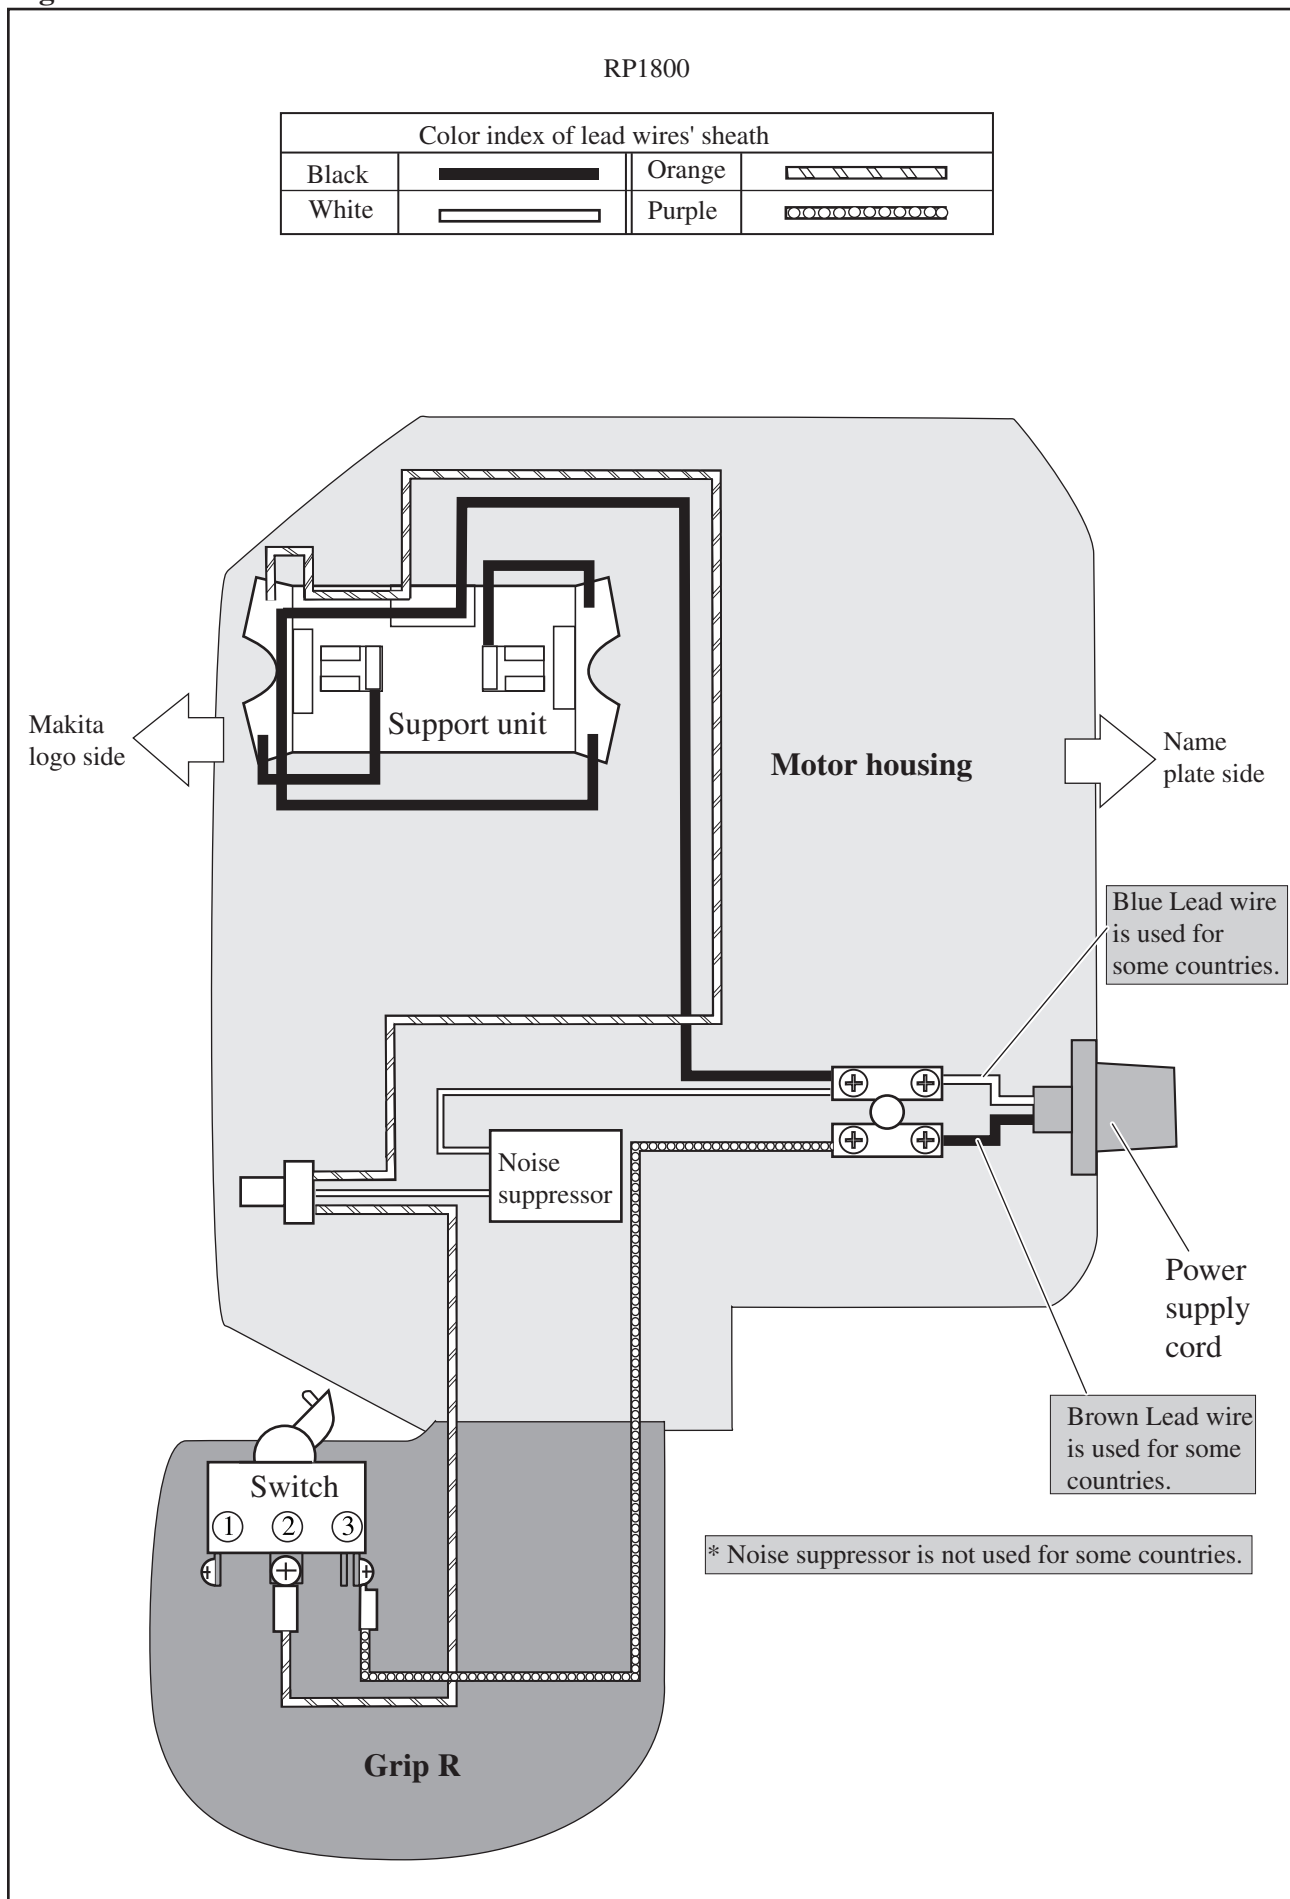 RP1800
Color index of lead wires' sheath
Black
Orange
White
Purple
Support unit
Makita
logo side
Motor housing
Name
plate side
Blue Lead wire
is used for
some countries.
Noise
suppressor
Power
supply
cord
Brown Lead wire
is used for some
countries.
Switch
1 2 3
* Noise suppressor is not used for some countries.
Grip R